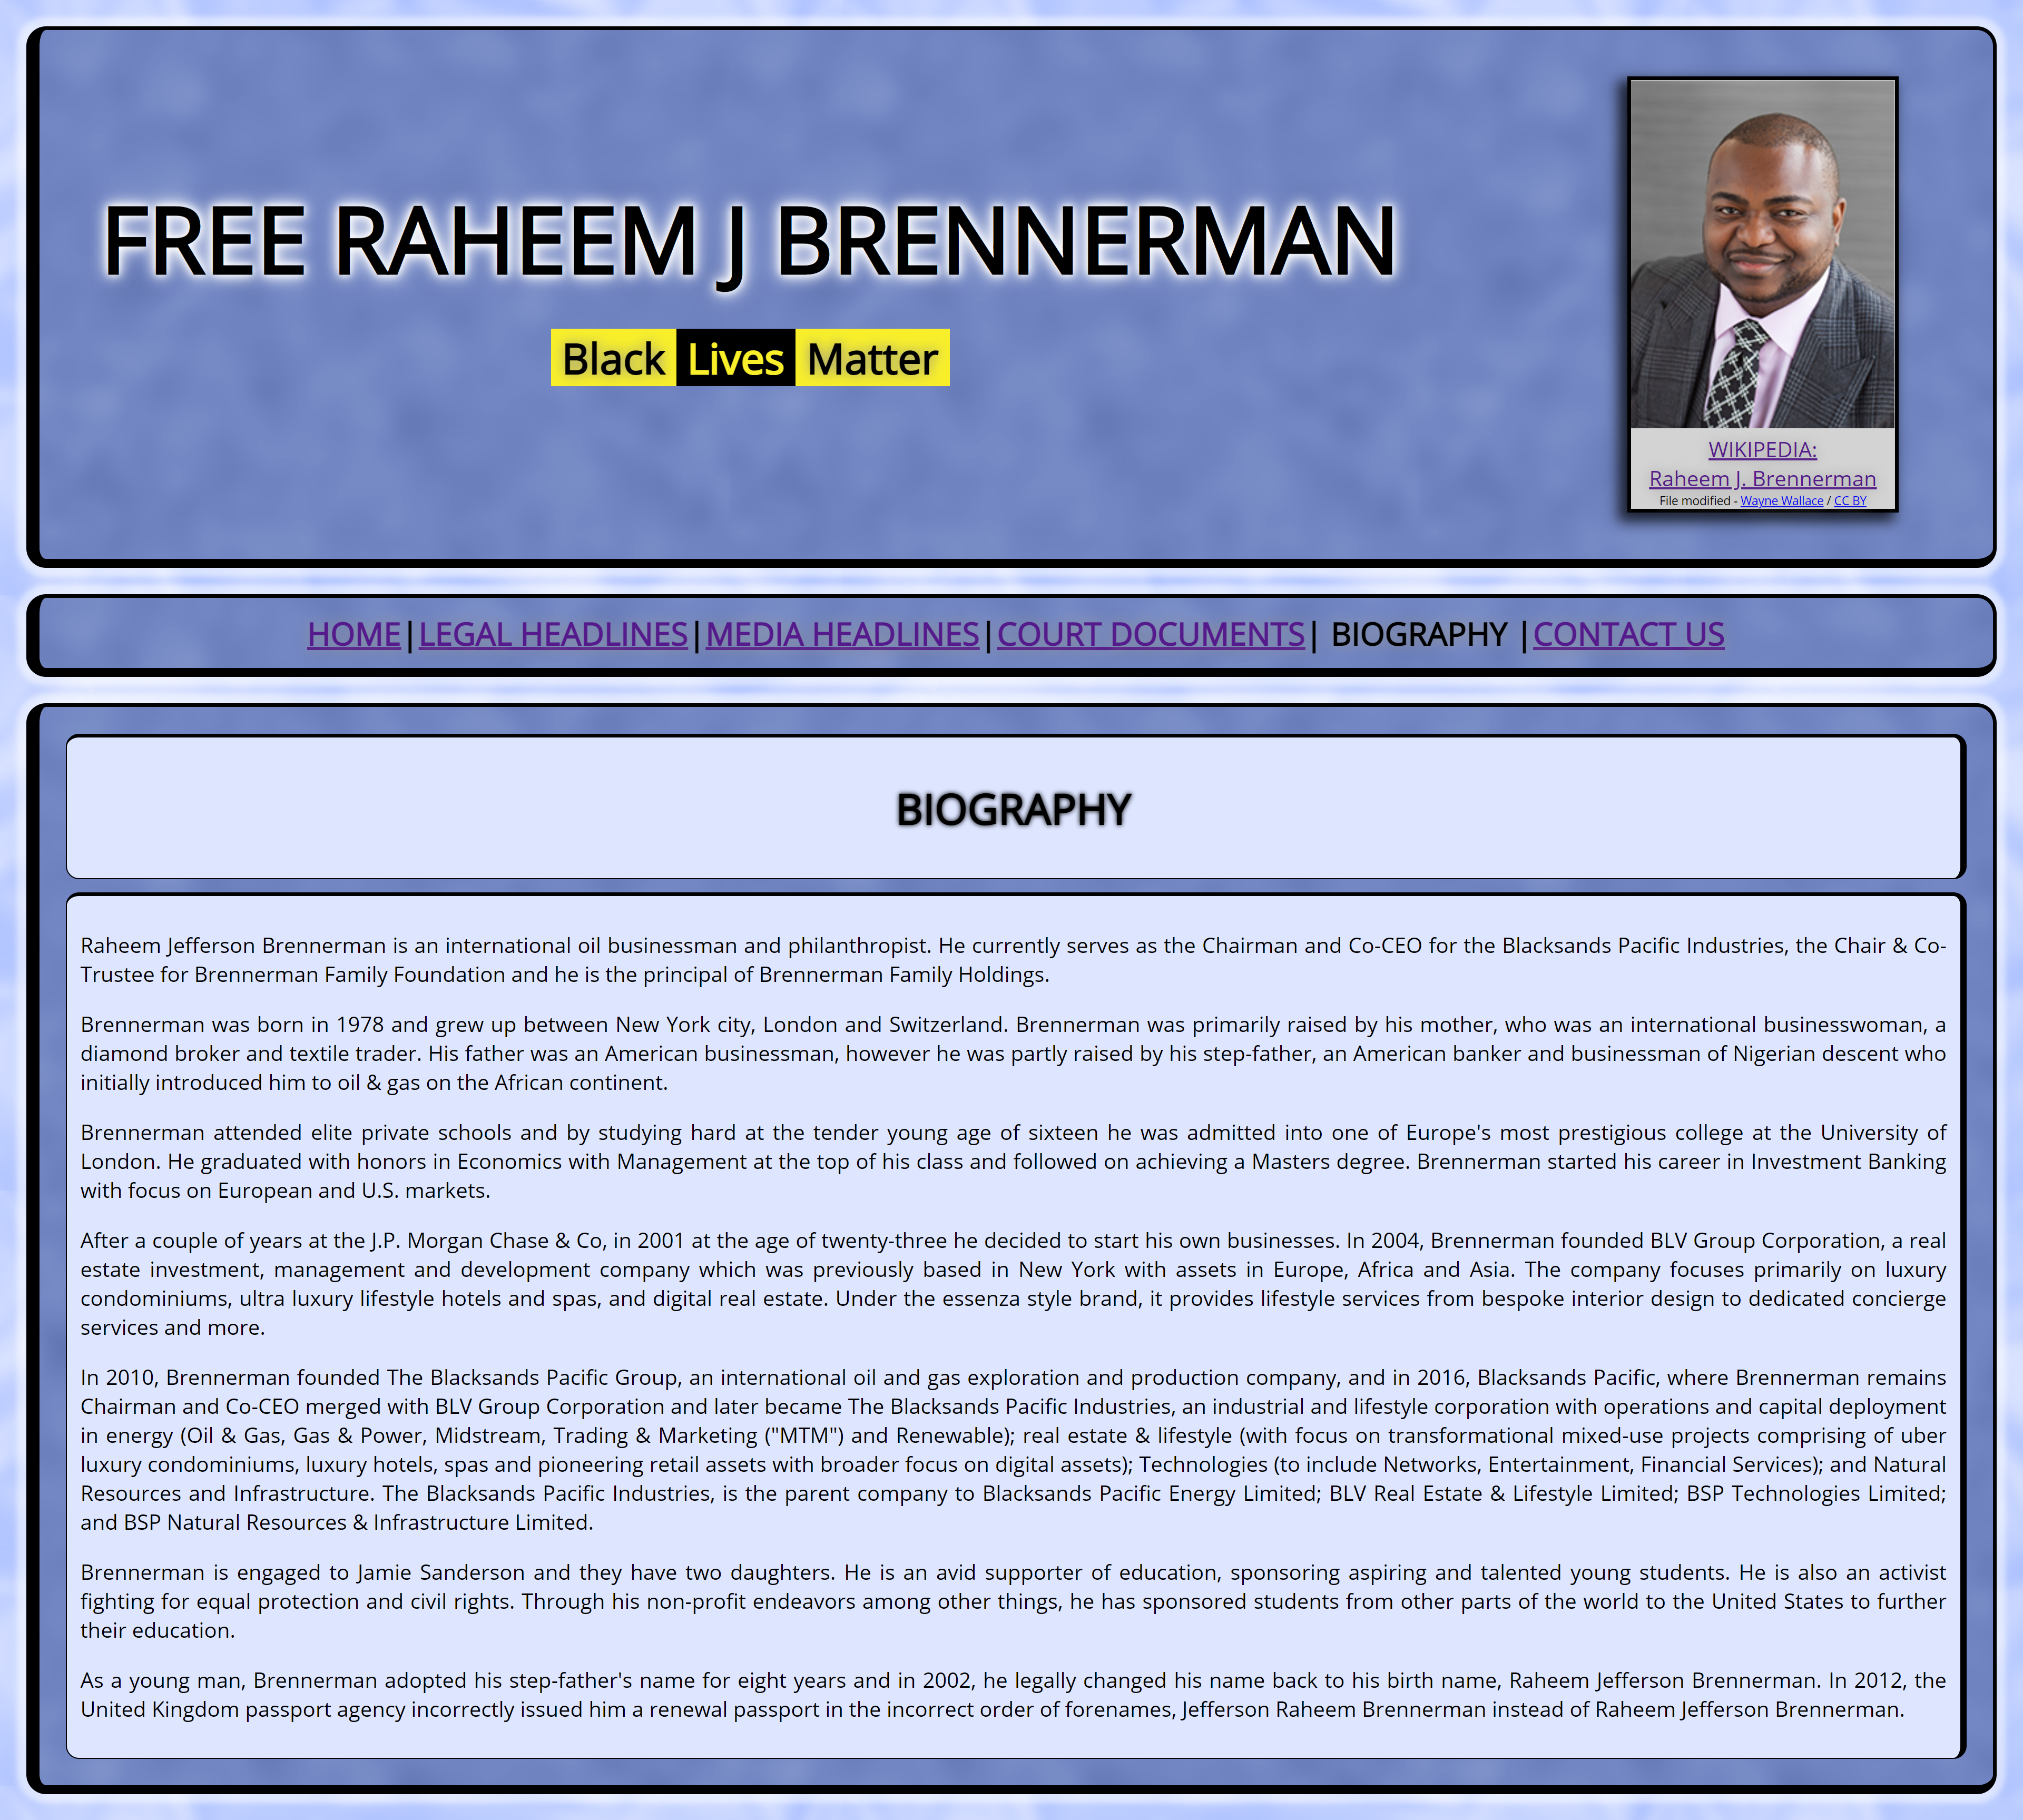 FREE RAHEEM J BRENNERMAN
Black Lives Matter
WIKIPEDIA:
Raheem J. Brennerman
File modified - Wayne Wallace / CC BY
HOME|LEGAL HEADLINES|MEDIA HEADLINES|COURT DOCUMENTS| BIOGRAPHY |CONTACT US
BIOGRAPHY
Raheem Jefferson Brennerman is an international oil businessman and philanthropist. He currently serves as the Chairman and Co-CEO for the Blacksands Pacific Industries, the Chair & Co-
Trustee for Brennerman Family Foundation and he is the principal of Brennerman Family Holdings.
Brennerman was born in 1978 and grew up between New York city, London and Switzerland. Brennerman was primarily raised by his mother, who was an international businesswoman, a
diamond broker and textile trader. His father was an American businessman, however he was partly raised by his step-father, an American banker and businessman of Nigerian descent who
initially introduced him to oil & gas on the African continent.
Brennerman attended elite private schools and by studying hard at the tender young age of sixteen he was admitted into one of Europe's most prestigious college at the University of
London. He graduated with honors in Economics with Management at the top of his class and followed on achieving a Masters degree. Brennerman started his career in Investment Banking
with focus on European and U.S. markets.
After a couple of years at the J.P. Morgan Chase & Co, in 2001 at the age of twenty-three he decided to start his own businesses. In 2004, Brennerman founded BLV Group Corporation, a real
estate investment, management and development company which was previously based in New York with assets in Europe, Africa and Asia. The company focuses primarily on luxury
condominiums, ultra luxury lifestyle hotels and spas, and digital real estate. Under the essenza style brand, it provides lifestyle services from bespoke interior design to dedicated concierge
services and more.
In 2010, Brennerman founded The Blacksands Pacific Group, an international oil and gas exploration and production company, and in 2016, Blacksands Pacific, where Brennerman remains
Chairman and Co-CEO merged with BLV Group Corporation and later became The Blacksands Pacific Industries, an industrial and lifestyle corporation with operations and capital deployment
in energy (Oil & Gas, Gas & Power, Midstream, Trading & Marketing ("MTM") and Renewable); real estate & lifestyle (with focus on transformational mixed-use projects comprising of uber
luxury condominiums, luxury hotels, spas and pioneering retail assets with broader focus on digital assets); Technologies (to include Networks, Entertainment, Financial Services); and Natural
Resources and Infrastructure. The Blacksands Pacific Industries, is the parent company to Blacksands Pacific Energy Limited; BLV Real Estate & Lifestyle Limited; BSP Technologies Limited;
and BSP Natural Resources & Infrastructure Limited.
Brennerman is engaged to Jamie Sanderson and they have two daughters. He is an avid supporter of education, sponsoring aspiring and talented young students. He is also an activist
fighting for equal protection and civil rights. Through his non-profit endeavors among other things, he has sponsored students from other parts of the world to the United States to further
their education.
As a young man, Brennerman adopted his step-father's name for eight years and in 2002, he legally changed his name back to his birth name, Raheem Jefferson Brennerman. In 2012, the
United Kingdom passport agency incorrectly issued him a renewal passport in the incorrect order of forenames, Jefferson Raheem Brennerman instead of Raheem Jefferson Brennerman.